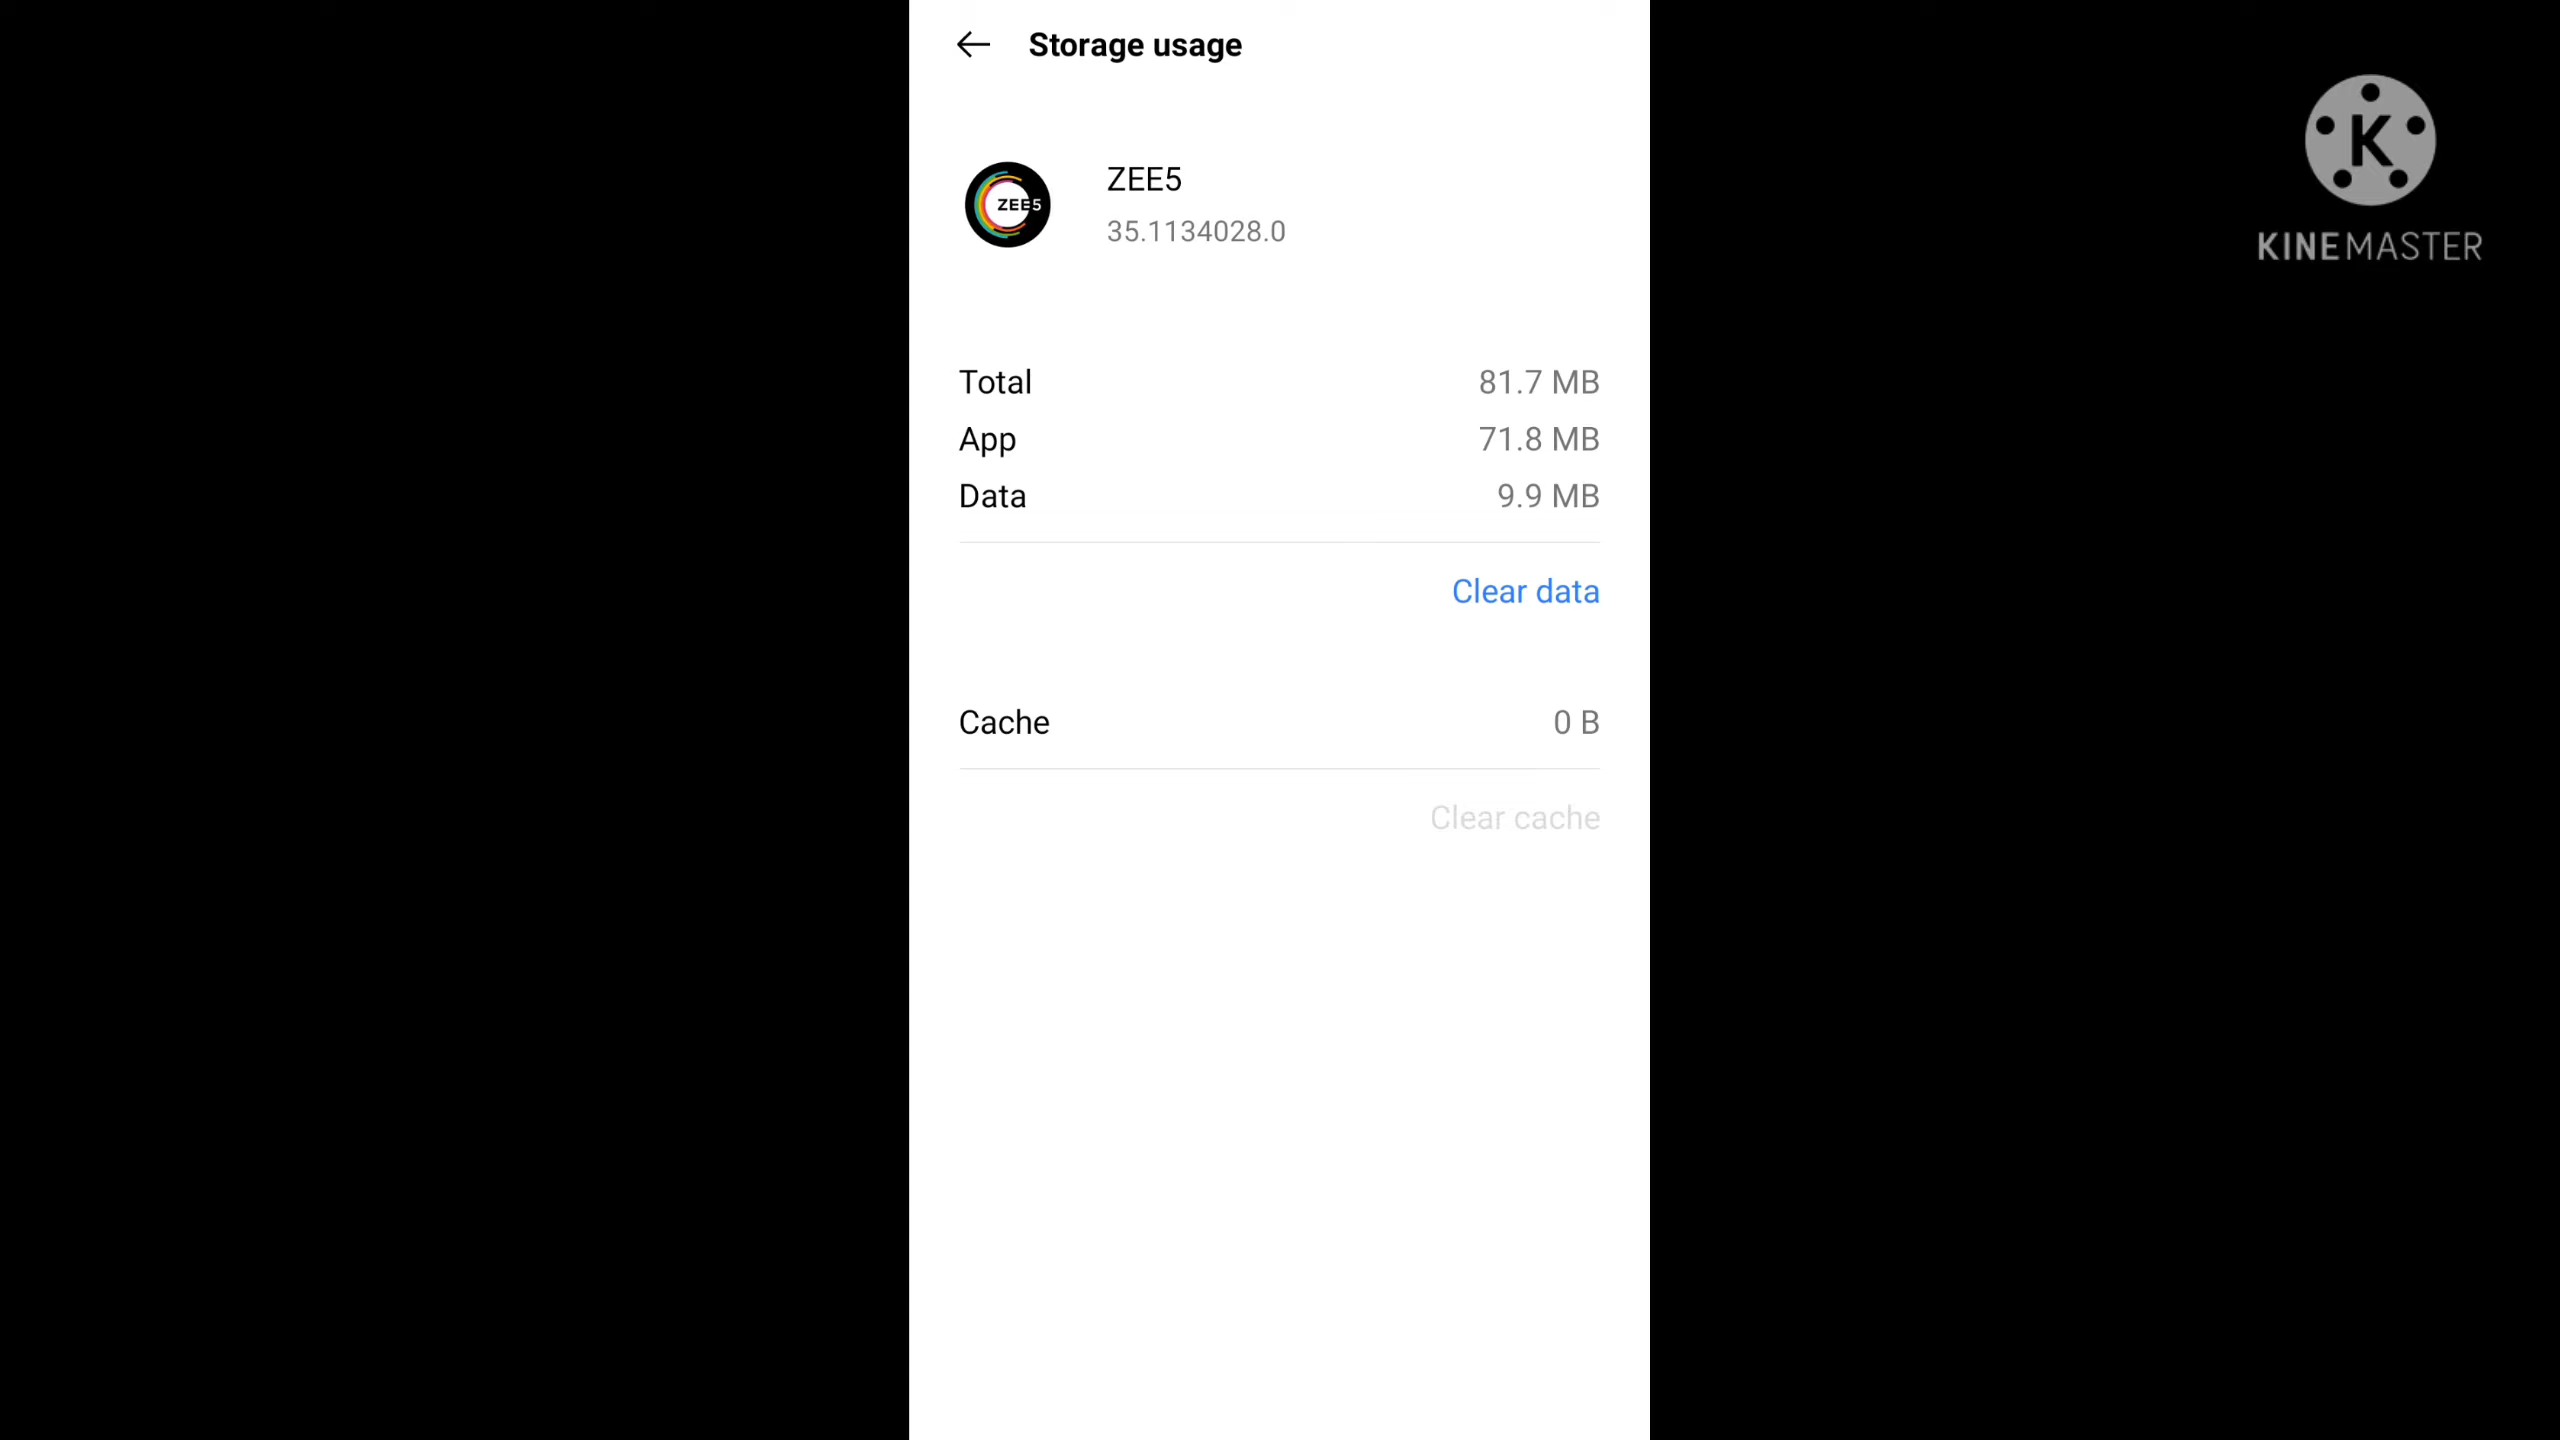 Storage usage
ZEE5
ZEE5
35.1134028.0
Total 81.7 MB
App 71.8 MB
Data 9.9 MB
Clear data
Cache 0 B
Clear cache
K
KINEMASTER